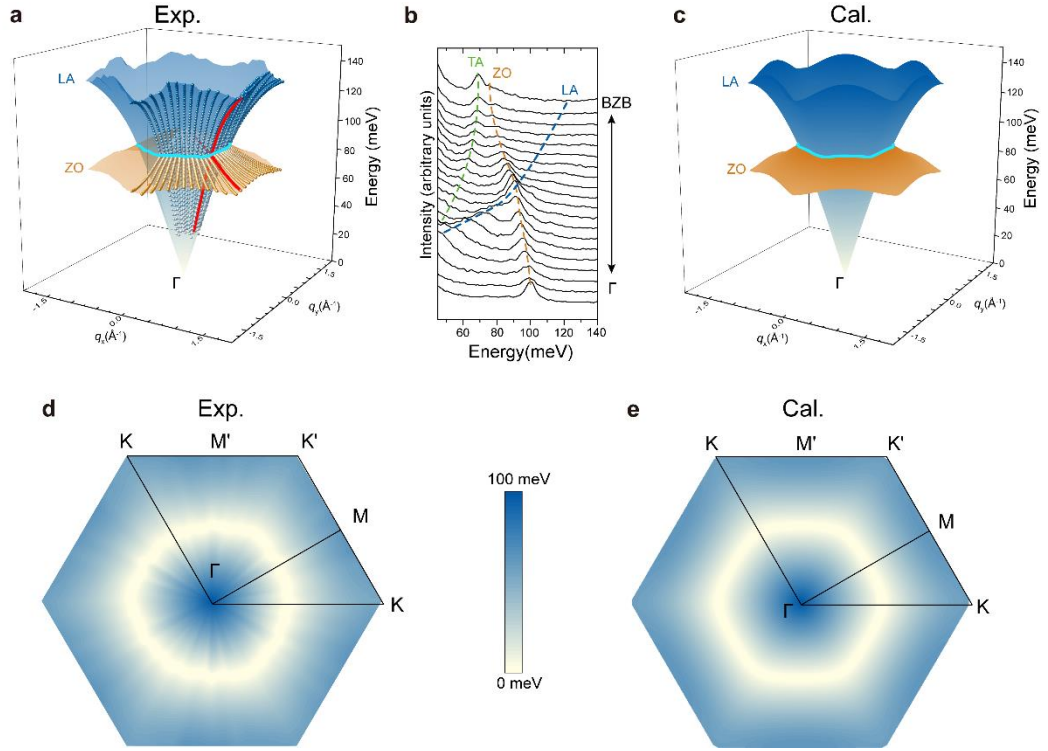 a
Exp.
LA
ZO
Γ
140
120
100
80
60
40
20
0
Energy (meV)
-1.5
0.0
1.5
qₓ(Å⁻¹)
-1.5
0.0
1.5
qᵧ(Å⁻¹)
b
TA
ZO
LA
BZB
Γ
Intensity (arbitrary units)
60
80
100
120
140
Energy(meV)
c
Cal.
LA
ZO
Γ
140
120
100
80
60
40
20
0
Energy (meV)
-1.5
0.0
1.5
qₓ(Å⁻¹)
-1.5
0.0
1.5
qᵧ(Å⁻¹)
d
Exp.
K
M'
K'
M
Γ
K
100 meV
0 meV
e
Cal.
K
M'
K'
M
Γ
K